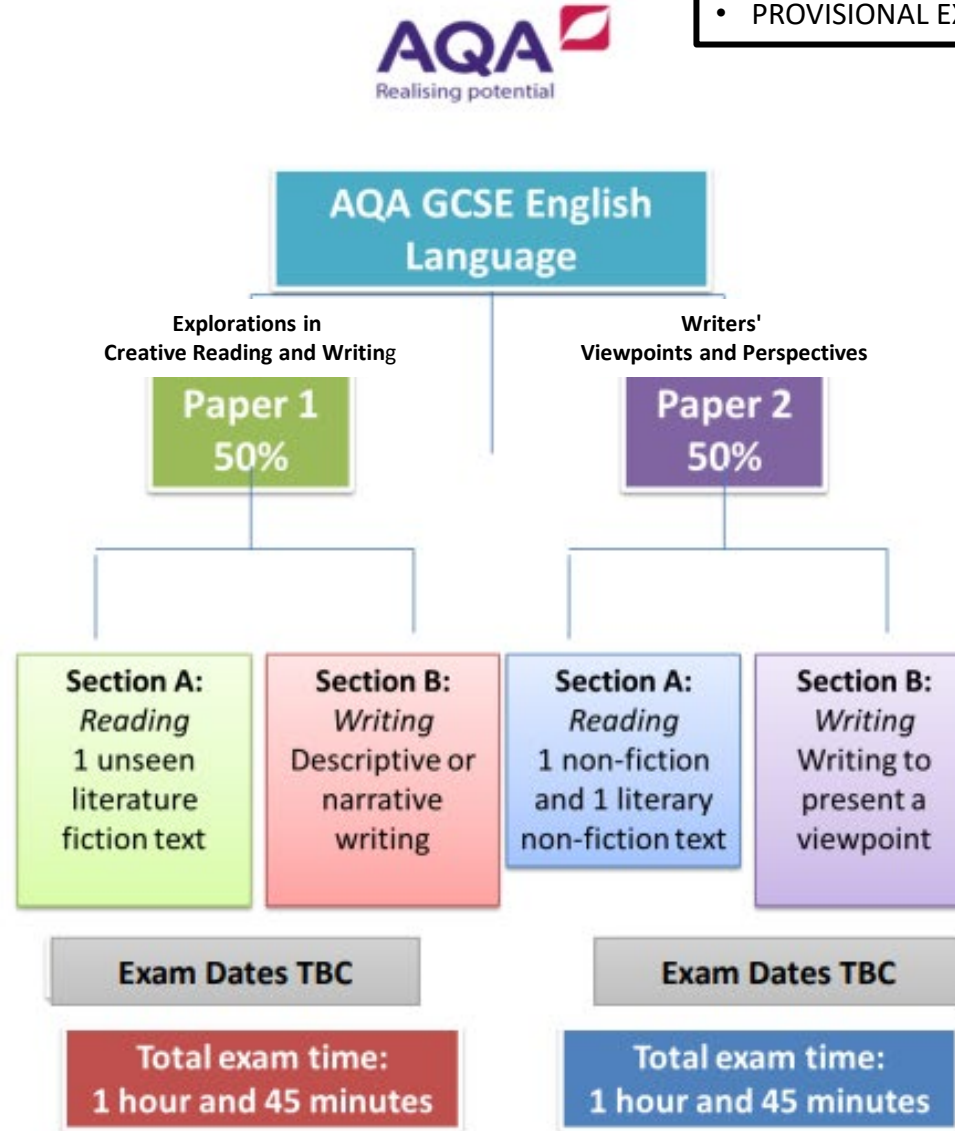 • PROVISIONAL
AQA
Realising potential
AQA GCSE English
Language
Explorations in
Creative Reading and Writing
Writers'
Viewpoints and Perspectives
Paper 1
50%
Paper 2
50%
Section A:
Reading
1 unseen
literature
fiction text
Section B:
Writing
Descriptive or
narrative
writing
Section A:
Reading
1 non-fiction
and 1 literary
non-fiction text
Section B:
Writing
Writing to
present a
viewpoint
Exam Dates TBC
Exam Dates TBC
Total exam time:
1 hour and 45 minutes
Total exam time:
1 hour and 45 minutes